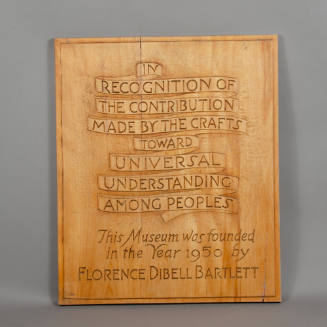 IN
RECOGNITION OF
THE CONTRIBUTION
MADE BY THE CRAFTS
TOWARD
UNIVERSAL
UNDERSTANDING
AMONG PEOPLES
This Museum was founded
in the Year 1950 by
FLORENCE DIBELL BARTLETT